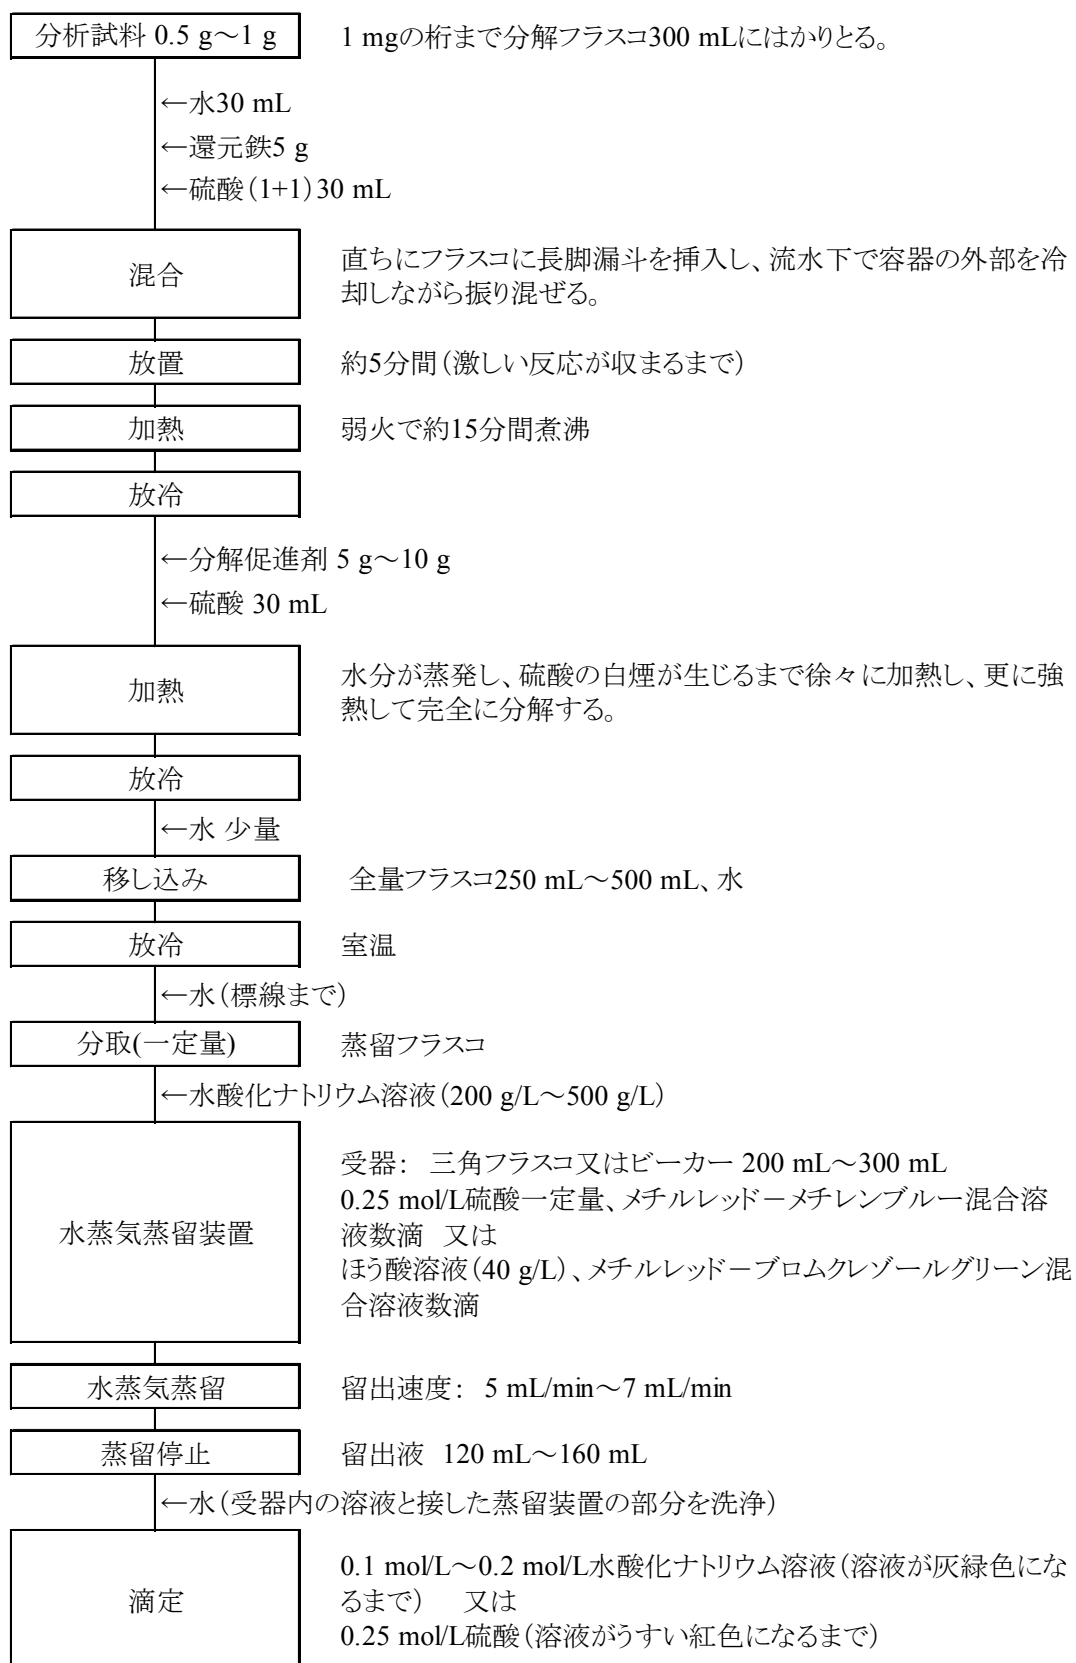 分析試料 0.5 g～1 g
1 mgの桁まで分解フラスコ300 mLにはかりとる。
←水30 mL
←還元鉄5 g
←硫酸（1+1）30 mL
混合
直ちにフラスコに長脚漏斗を挿入し、流水下で容器の外部を冷
却しながら振り混ぜる。
放置
約5分間（激しい反応が収まるまで）
加熱
弱火で約15分間煮沸
放冷
←分解促進剤 5 g～10 g
←硫酸 30 mL
加熱
水分が蒸発し、硫酸の白煙が生じるまで徐々に加熱し、更に強
熱して完全に分解する。
放冷
←水 少量
移し込み
全量フラスコ250 mL～500 mL、水
放冷
室温
←水（標線まで）
分取(一定量)
蒸留フラスコ
←水酸化ナトリウム溶液（200 g/L～500 g/L）
水蒸気蒸留装置
受器： 三角フラスコ又はビーカー 200 mL～300 mL
0.25 mol/L硫酸一定量、メチルレッド－メチレンブルー混合溶
液数滴 又は
ほう酸溶液（40 g/L）、メチルレッド－ブロムクレゾールグリーン混
合溶液数滴
水蒸気蒸留
留出速度： 5 mL/min～7 mL/min
蒸留停止
留出液 120 mL～160 mL
←水（受器内の溶液と接した蒸留装置の部分を洗浄）
滴定
0.1 mol/L～0.2 mol/L水酸化ナトリウム溶液（溶液が灰緑色にな
るまで） 又は
0.25 mol/L硫酸（溶液がうすい紅色になるまで）